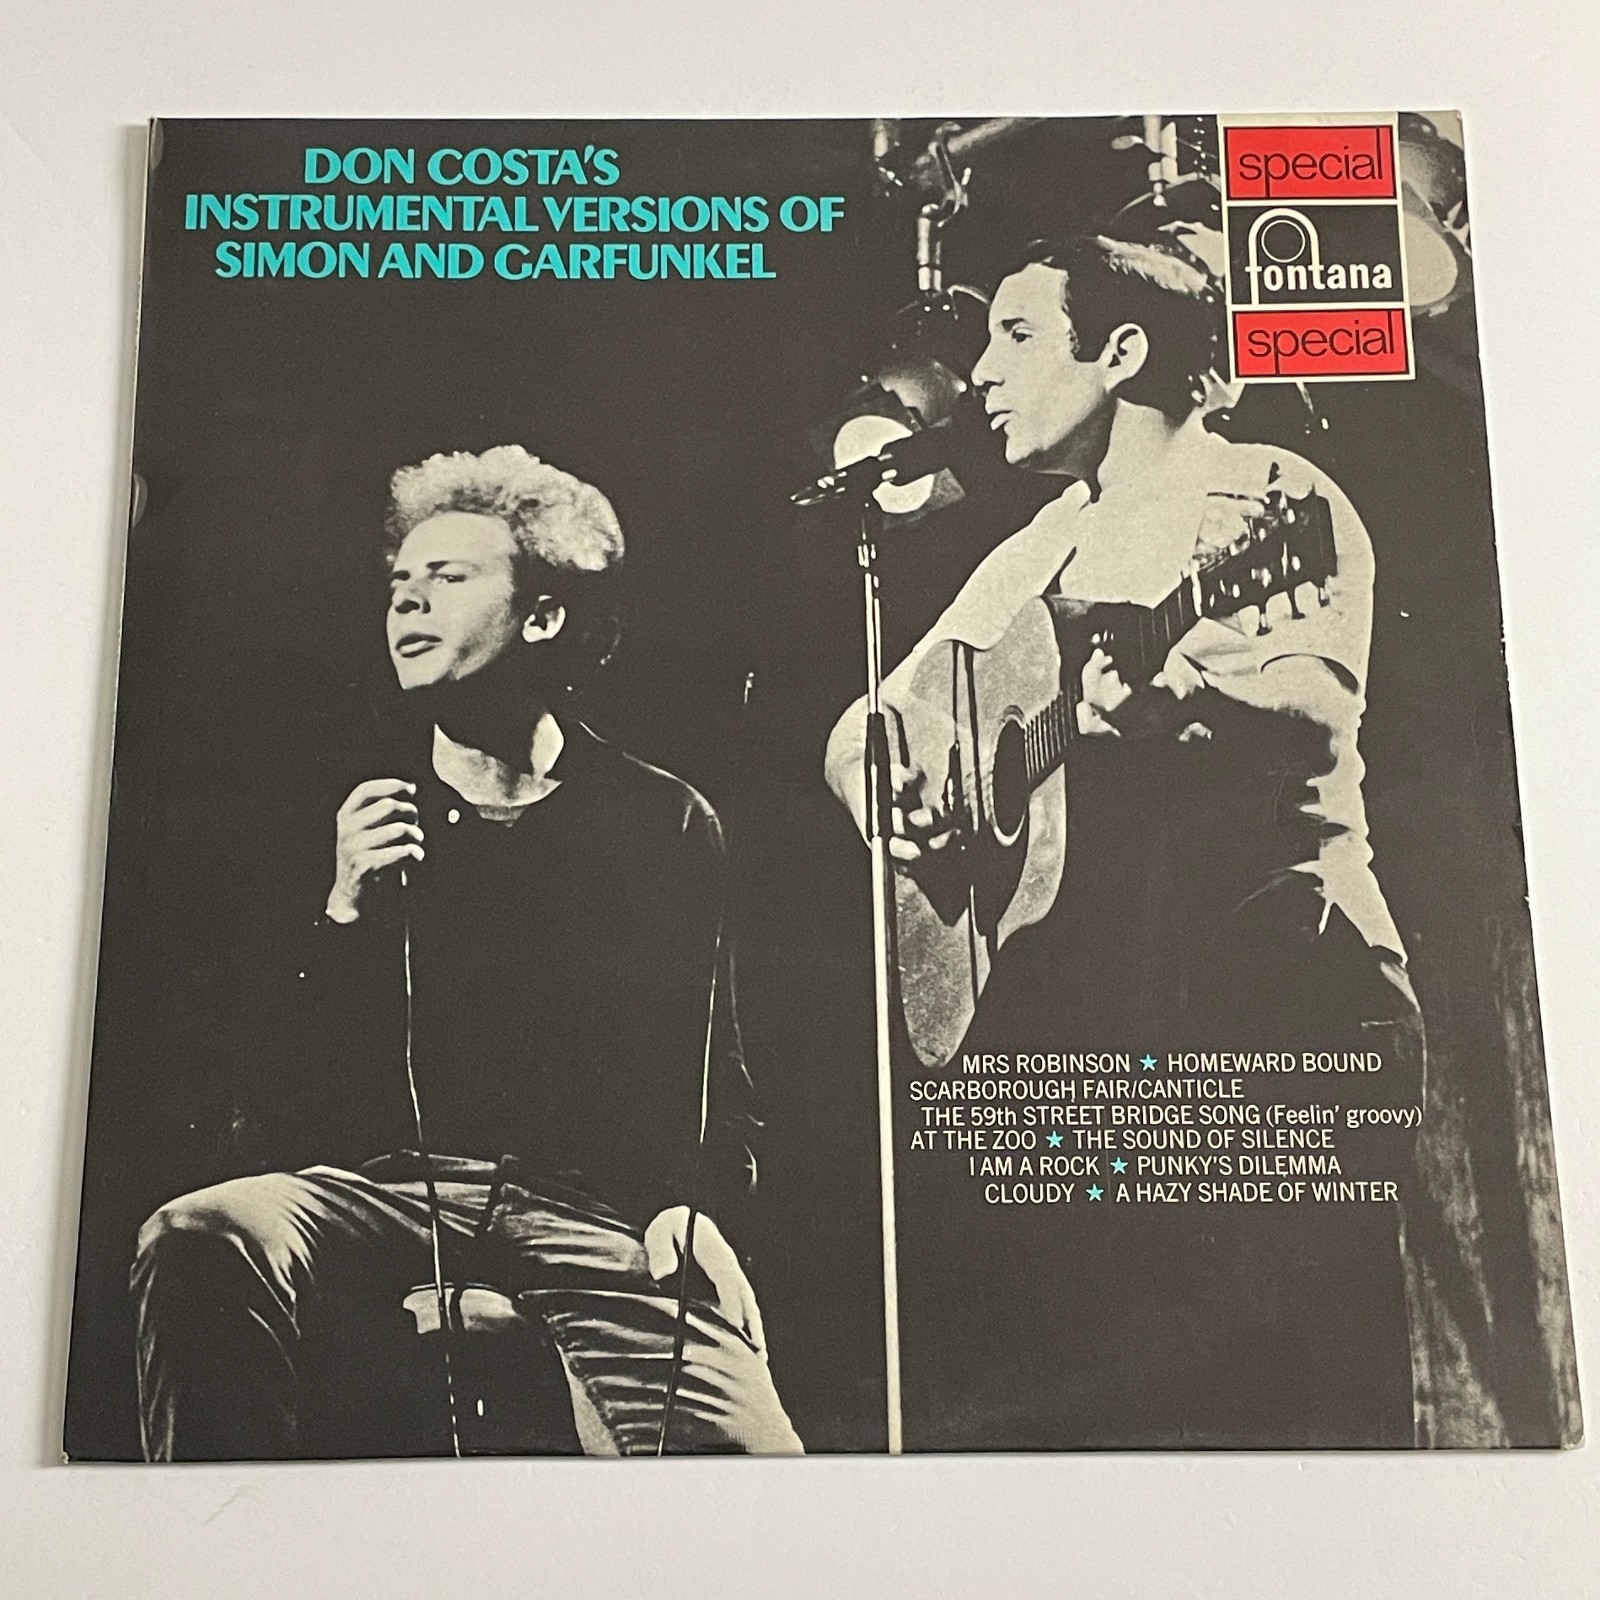 DON COSTA'S
INSTRUMENTAL VERSIONS OF
SIMON AND GARFUNKEL
special
fontana
special
MRS ROBINSON ★ HOMEWARD BOUND
SCARBOROUGH FAIR/CANTICLE
THE 59th STREET BRIDGE SONG (Feelin' groovy)
AT THE ZOO ★ THE SOUND OF SILENCE
I AM A ROCK ★ PUNKY'S DILEMMA
CLOUDY ★ A HAZY SHADE OF WINTER